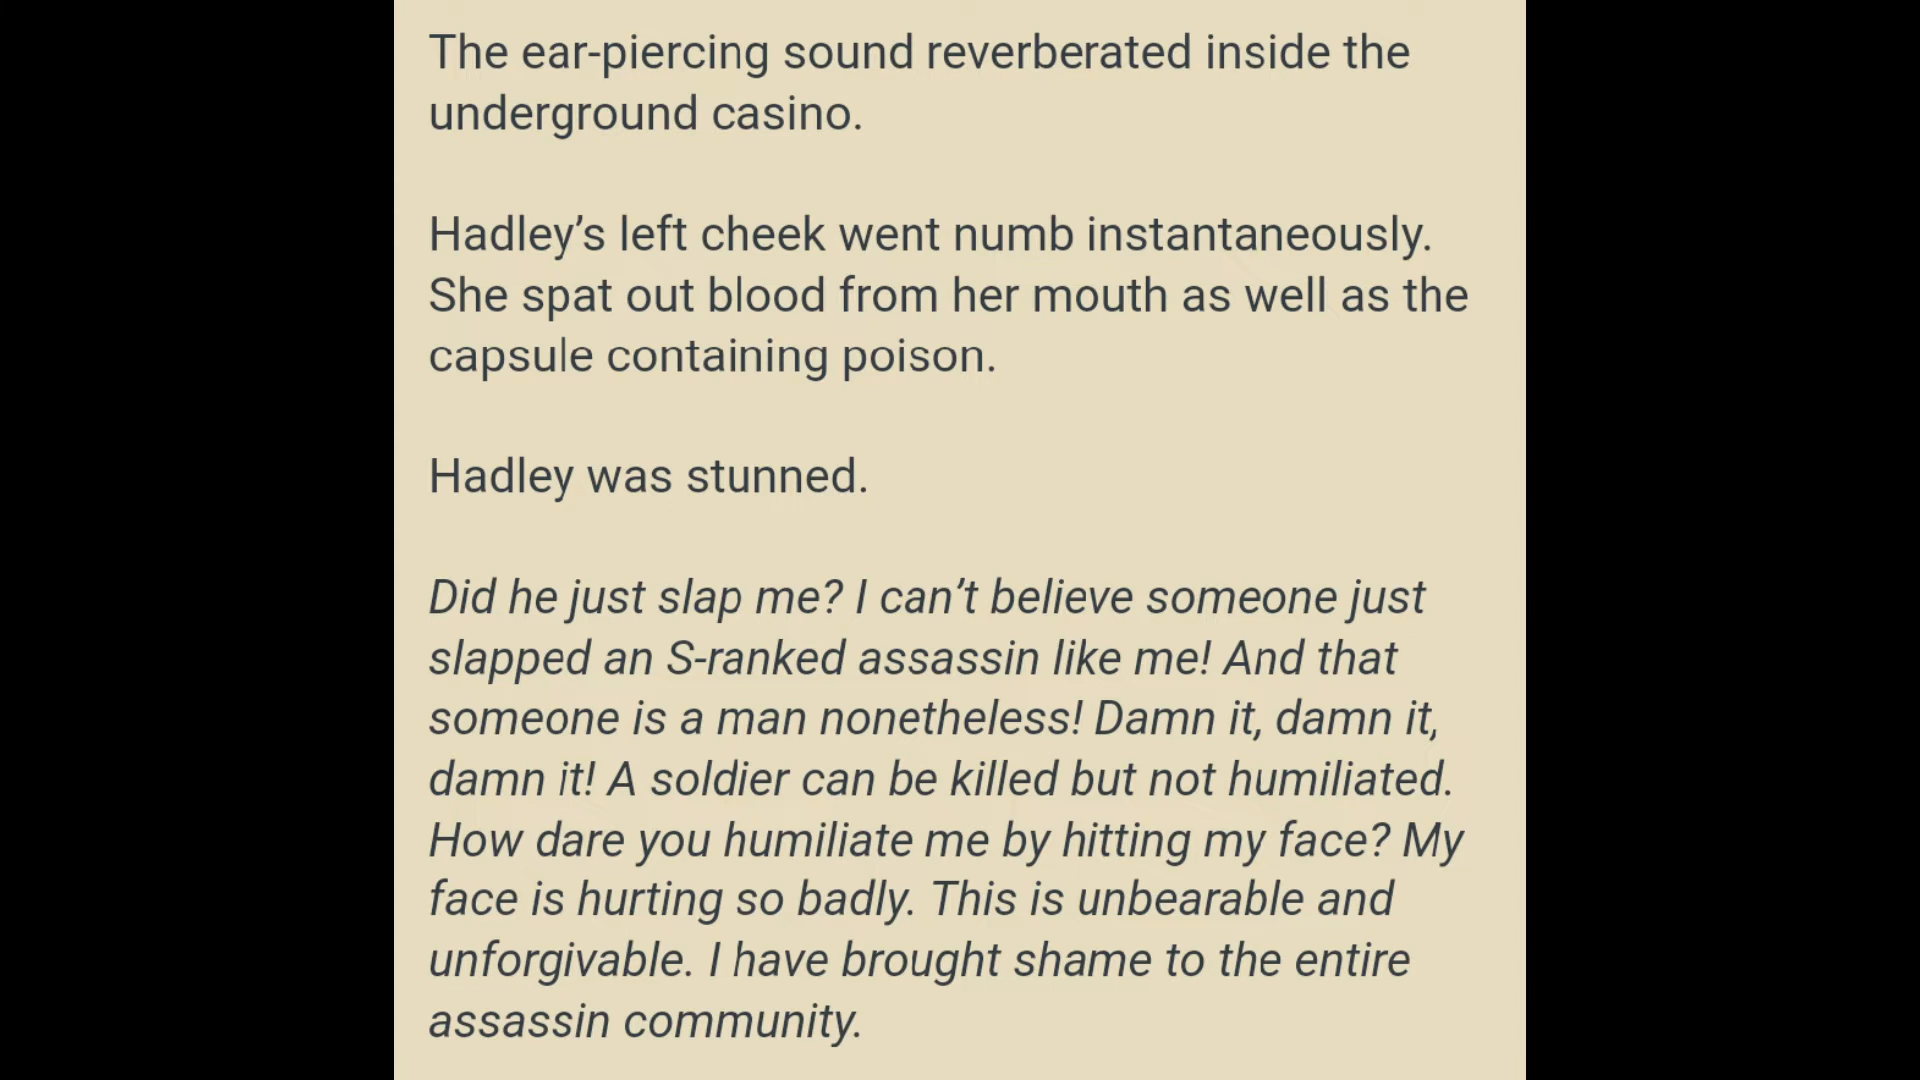 The ear-piercing sound reverberated inside the
underground casino.
Hadley’s left cheek went numb instantaneously.
She spat out blood from her mouth as well as the
capsule containing poison.
Hadley was stunned.
Did he just slap me? I can’t believe someone just
slapped an S-ranked assassin like me! And that
someone is a man nonetheless! Damn it, damn it,
damn it! A soldier can be killed but not humiliated.
How dare you humiliate me by hitting my face? My
face is hurting so badly. This is unbearable and
unforgivable. I have brought shame to the entire
assassin community.